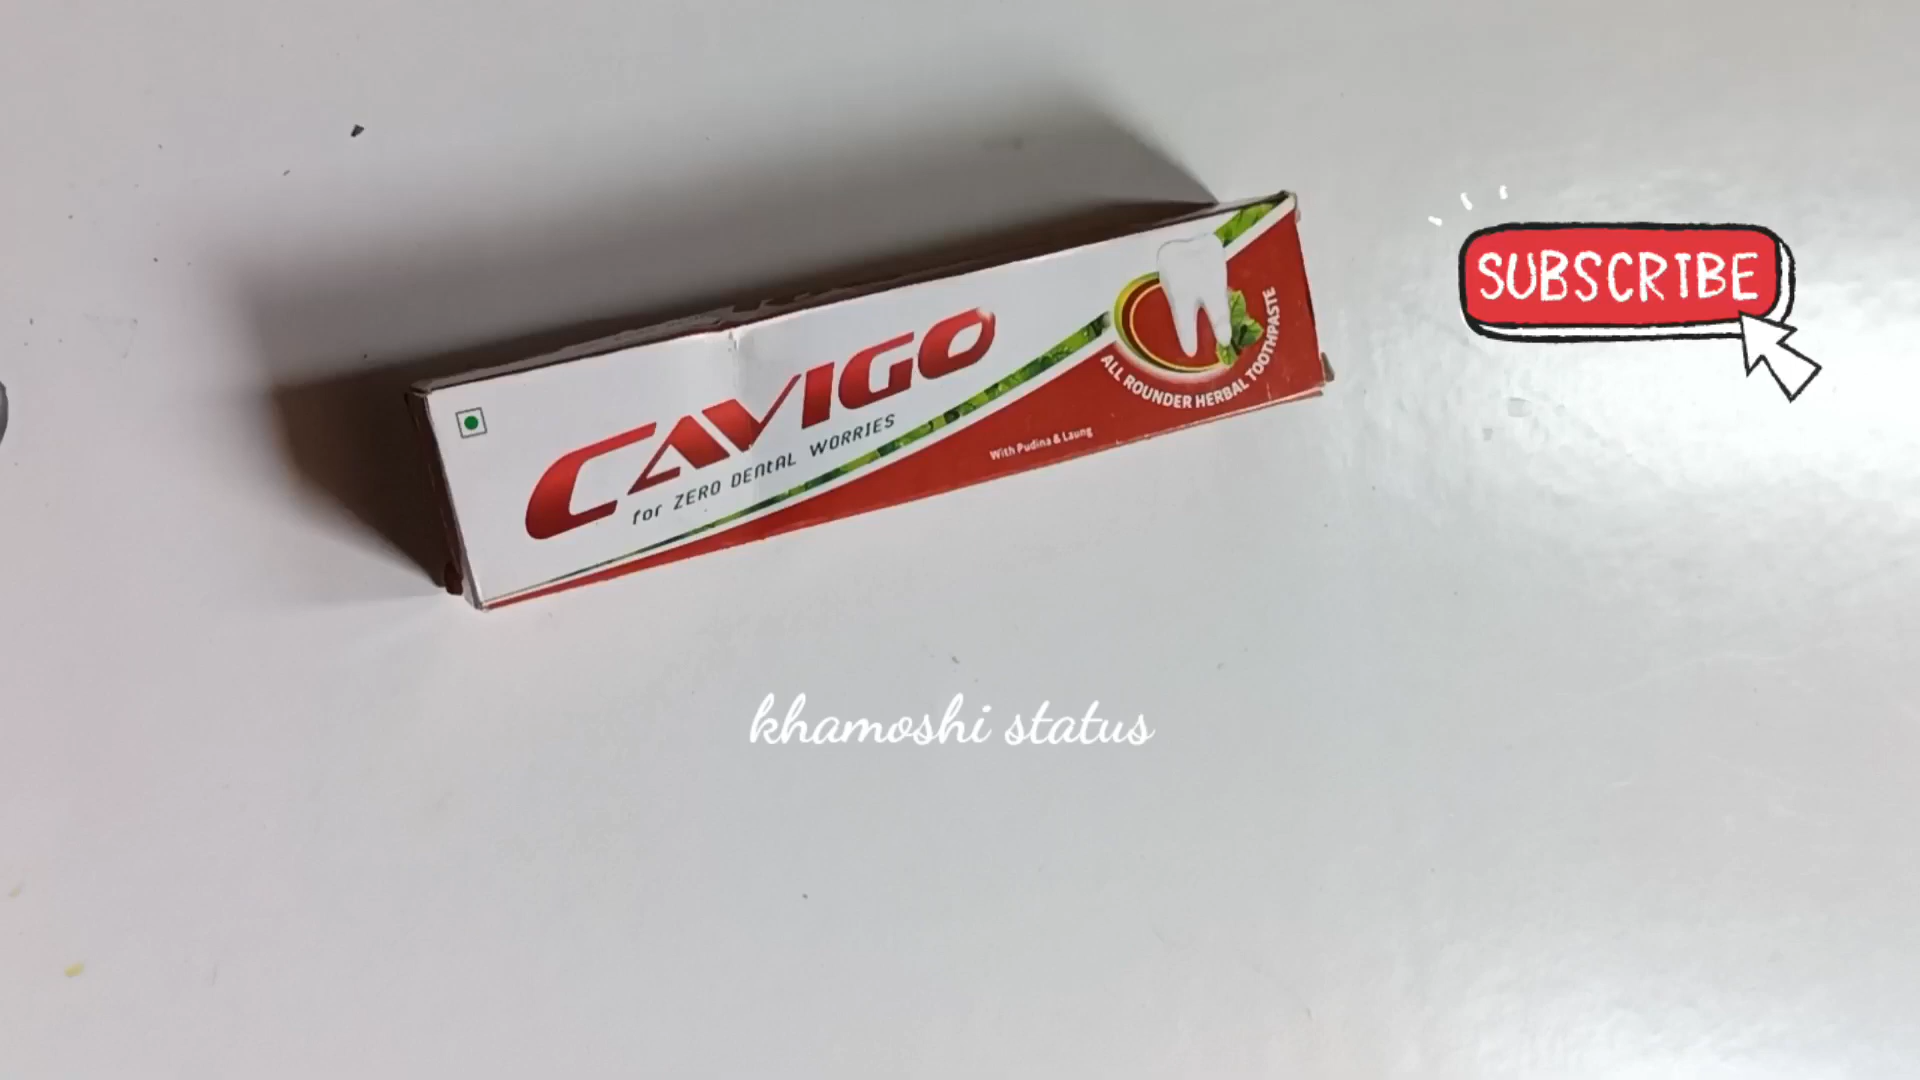 CAVIGO
for ZERO DENtAL WORRIES
With Pudina & Laung
ALL ROUNDER HERBAL TOOTHPASTE
SUBSCRIBE
khamoshi status